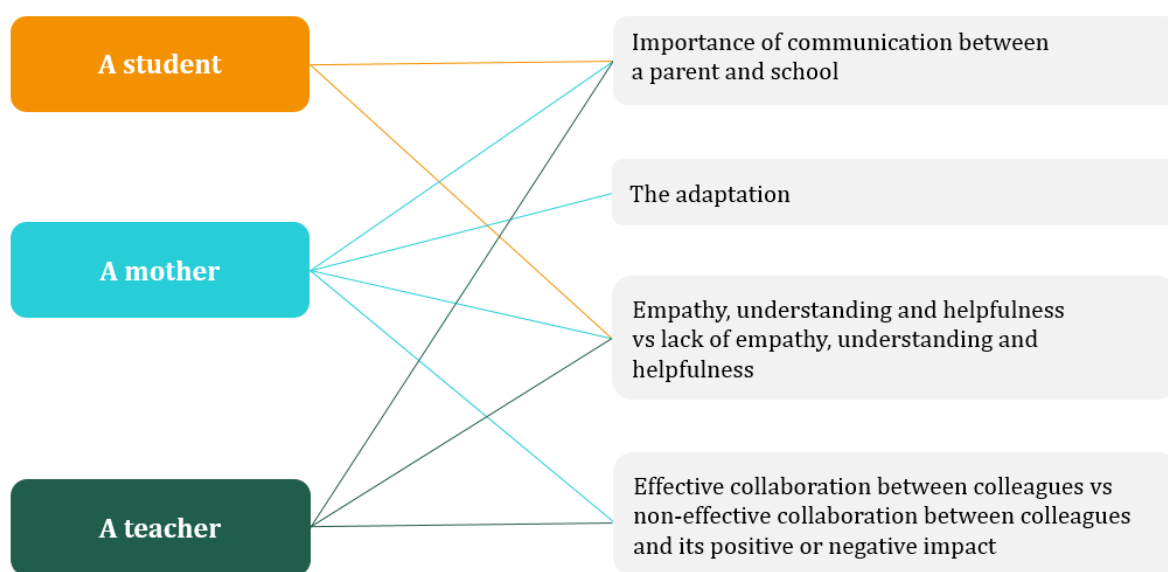 A student
Importance of communication between
a parent and school
The adaptation
A mother
Empathy, understanding and helpfulness
vs lack of empathy, understanding and
helpfulness
A teacher
Effective collaboration between colleagues vs
non-effective collaboration between colleagues
and its positive or negative impact